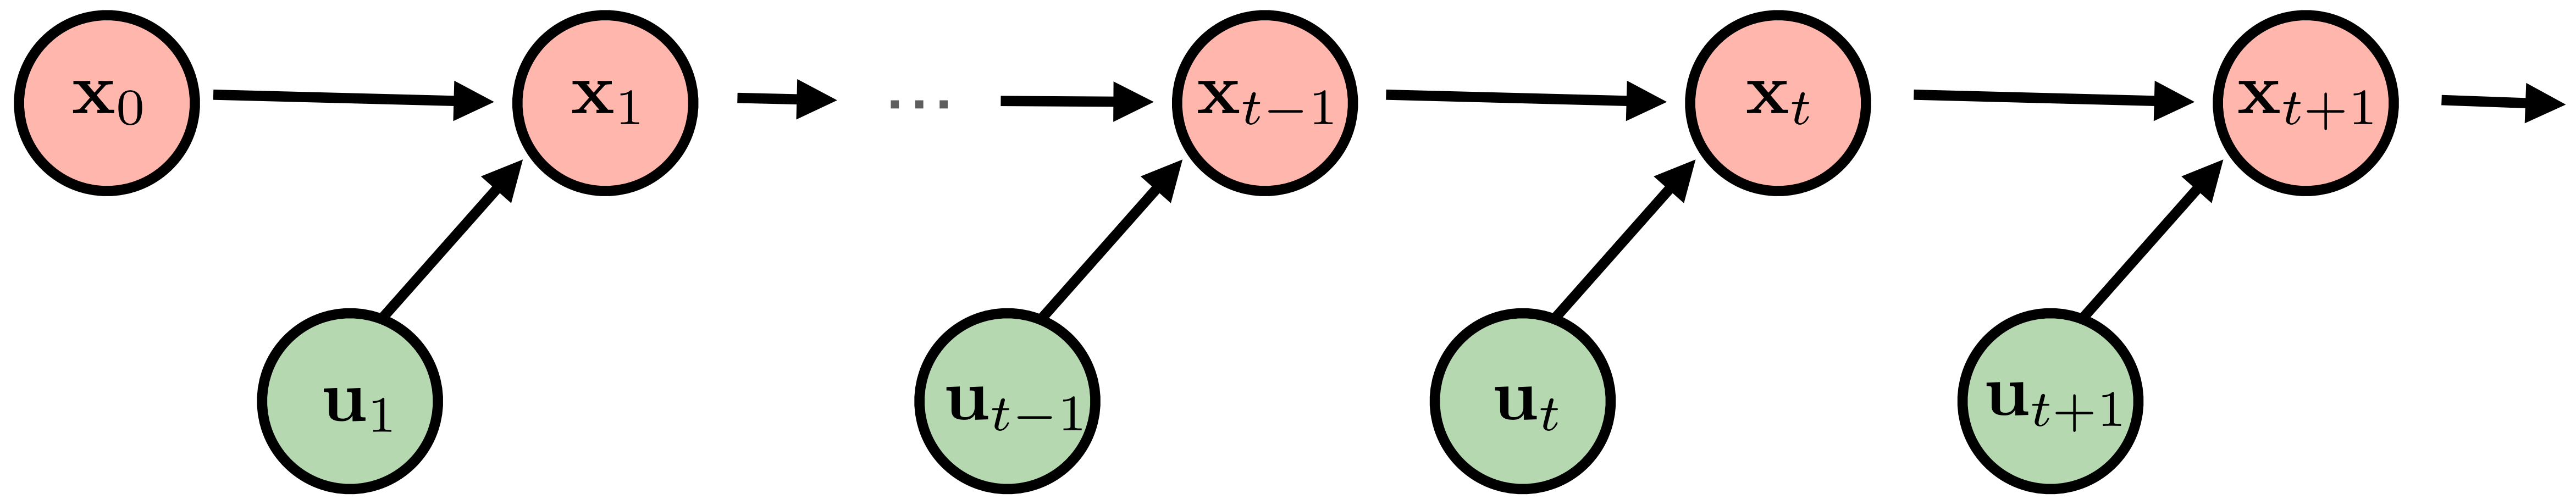 x₀ x₁ ... xₜ₋₁ xₜ xₜ₊₁
u₁ uₜ₋₁ uₜ uₜ₊₁